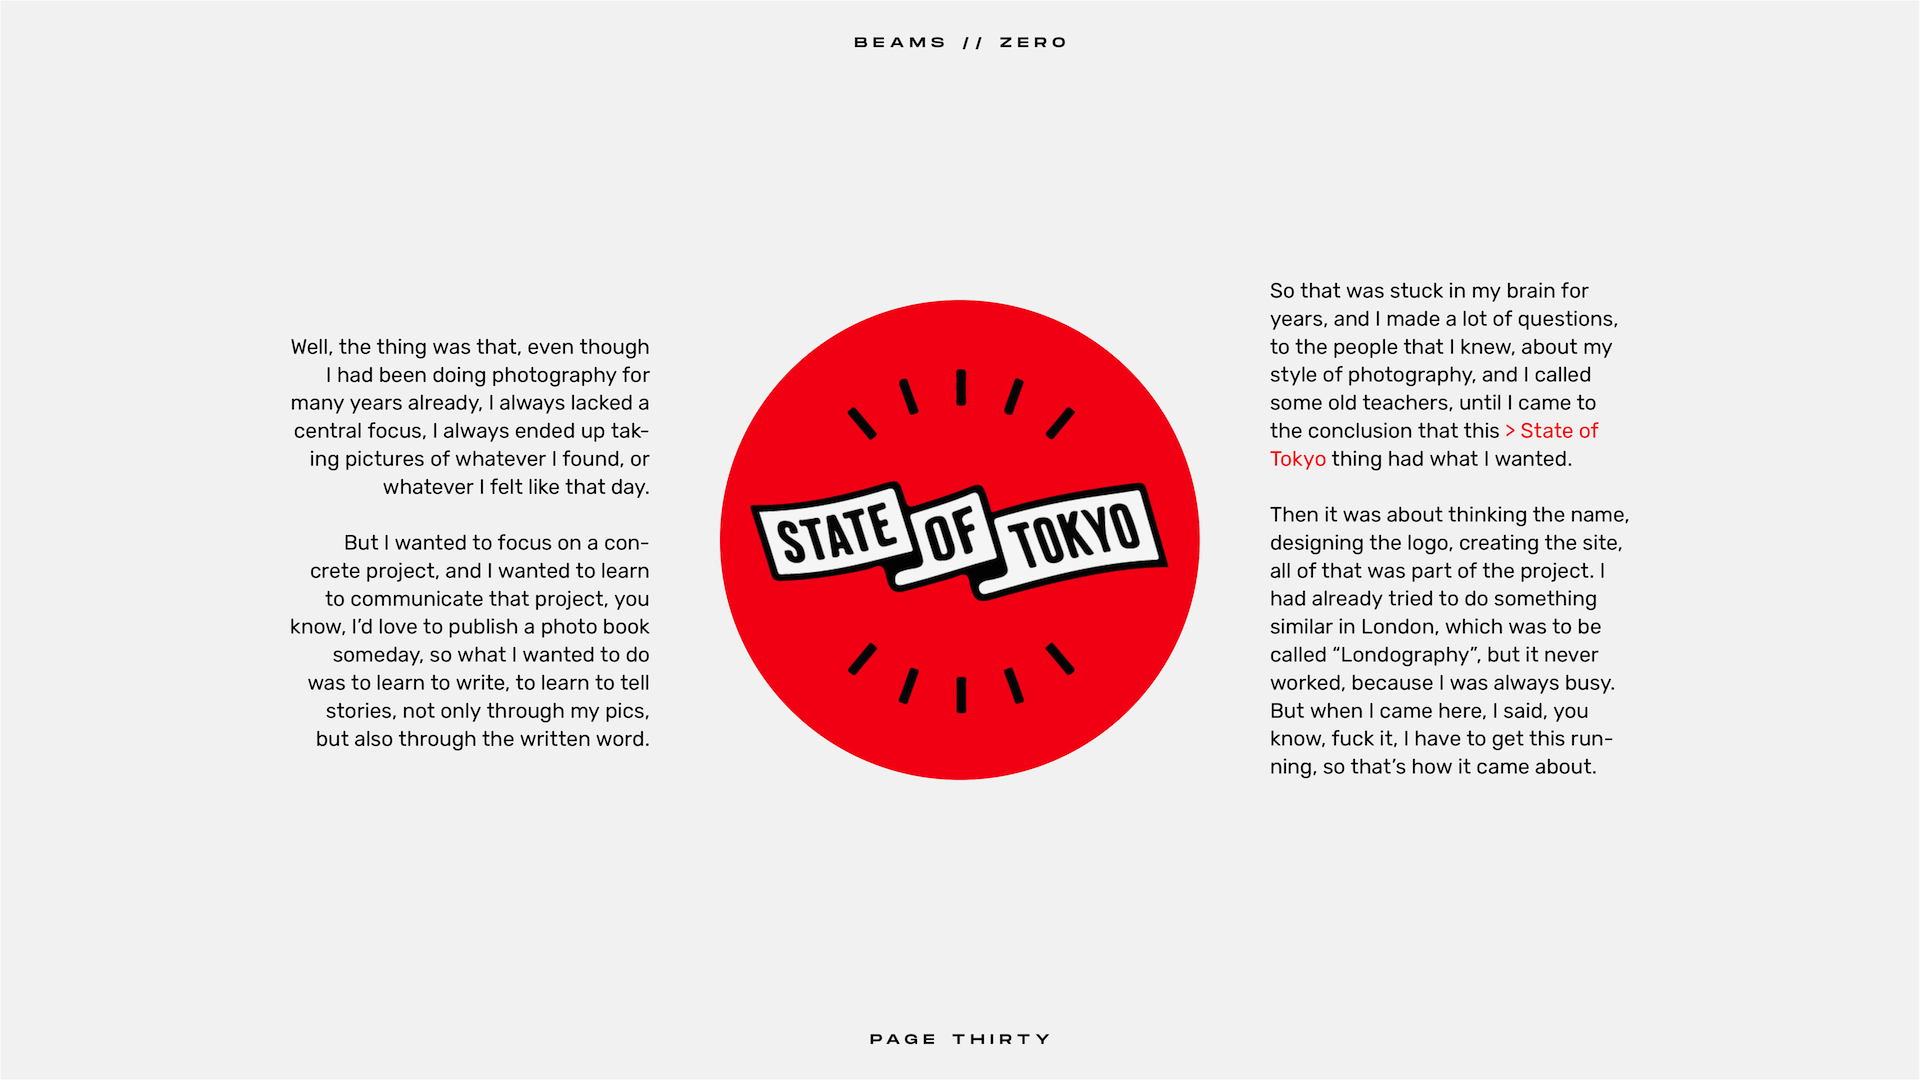 BEAMS // ZERO
Well, the thing was that, even though
I had been doing photography for
many years already, I always lacked a
central focus, I always ended up tak-
ing pictures of whatever I found, or
whatever I felt like that day.
But I wanted to focus on a con-
crete project, and I wanted to learn
to communicate that project, you
know, I’d love to publish a photo book
someday, so what I wanted to do
was to learn to write, to learn to tell
stories, not only through my pics,
but also through the written word.
STATE OF TOKYO
So that was stuck in my brain for
years, and I made a lot of questions,
to the people that I knew, about my
style of photography, and I called
some old teachers, until I came to
the conclusion that this > State of
Tokyo thing had what I wanted.
Then it was about thinking the name,
designing the logo, creating the site,
all of that was part of the project. I
had already tried to do something
similar in London, which was to be
called “Londography”, but it never
worked, because I was always busy.
But when I came here, I said, you
know, fuck it, I have to get this run-
ning, so that’s how it came about.
PAGE THIRTY